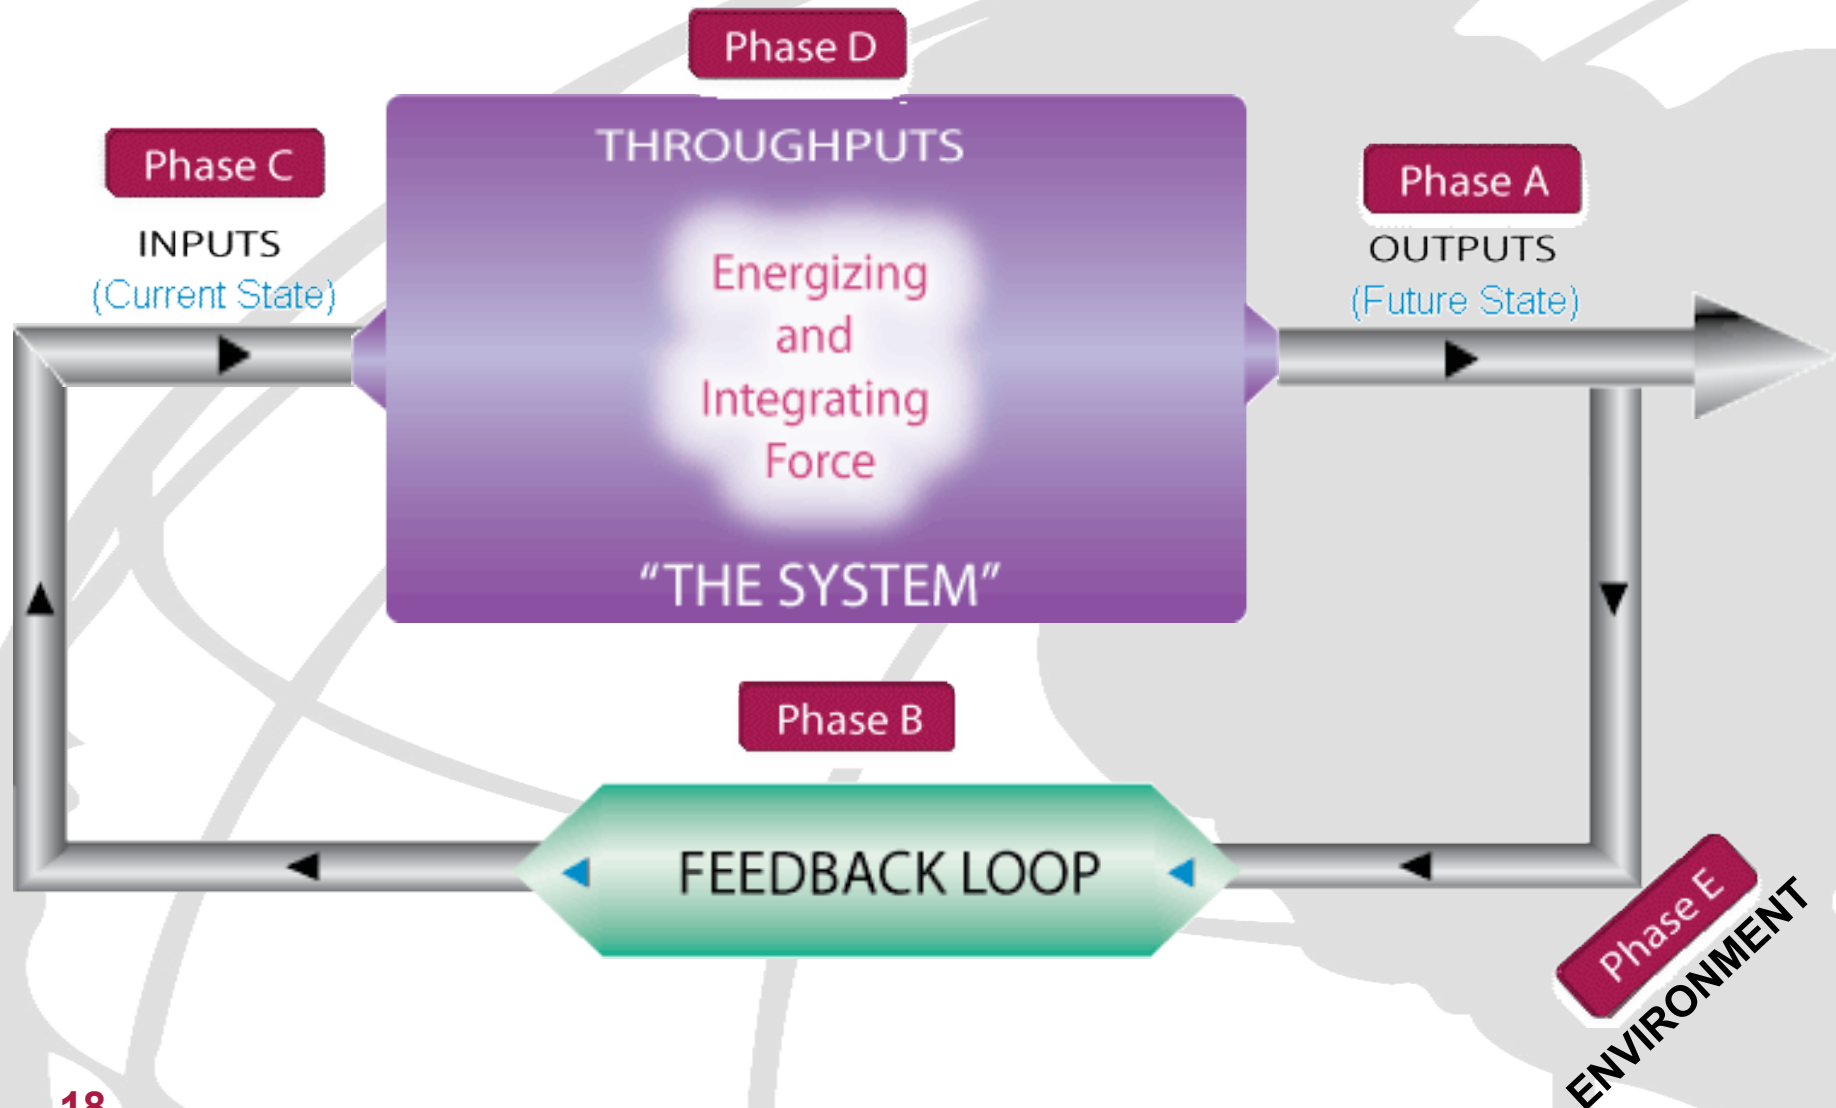 Phase D
THROUGHPUTS
Phase C
INPUTS
(Current State)
Energizing
and
Integrating
Force
"THE SYSTEM"
Phase A
OUTPUTS
(Future State)
Phase B
FEEDBACK LOOP
Phase E
ENVIRONMENT
18